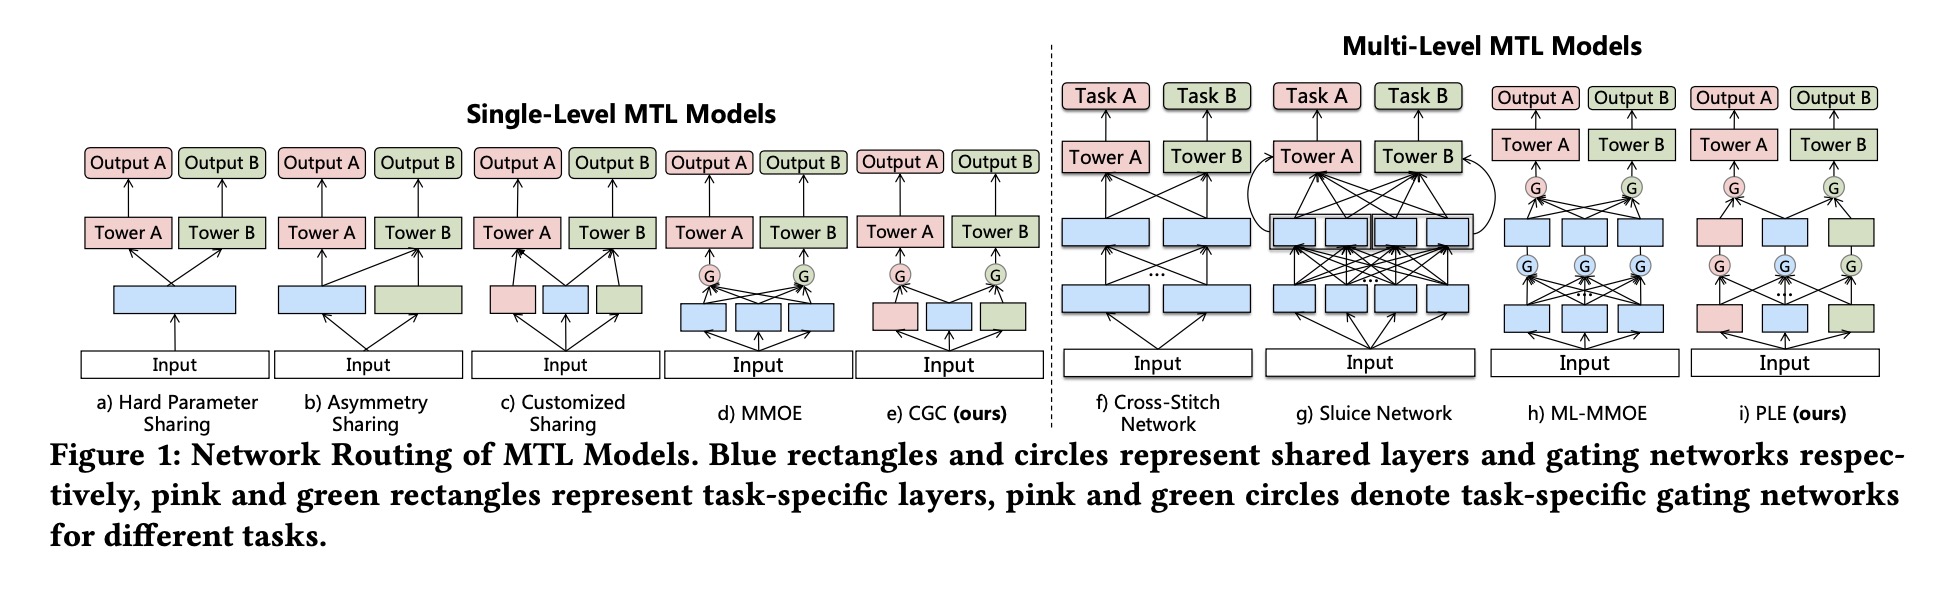 Single-Level MTL Models
Output A Output B
Tower A Tower B
Input
a) Hard Parameter
Sharing
Output A Output B
Tower A Tower B
Input
b) Asymmetry
Sharing
Output A Output B
Tower A Tower B
Input
c) Customized
Sharing
Output A Output B
Tower A Tower B
G G
Input
d) MMOE
Output A Output B
Tower A Tower B
G G
Input
e) CGC (ours)
Multi-Level MTL Models
Task A Task B
Tower A Tower B
...
Input
f) Cross-Stitch
Network
Task A Task B
Tower A Tower B
...
Input
g) Sluice Network
Output A Output B
Tower A Tower B
G G
G G G
...
Input
h) ML-MMOE
Output A Output B
Tower A Tower B
G G
G G G
...
Input
i) PLE (ours)
Figure 1: Network Routing of MTL Models. Blue rectangles and circles represent shared layers and gating networks respec-
tively, pink and green rectangles represent task-specific layers, pink and green circles denote task-specific gating networks
for different tasks.